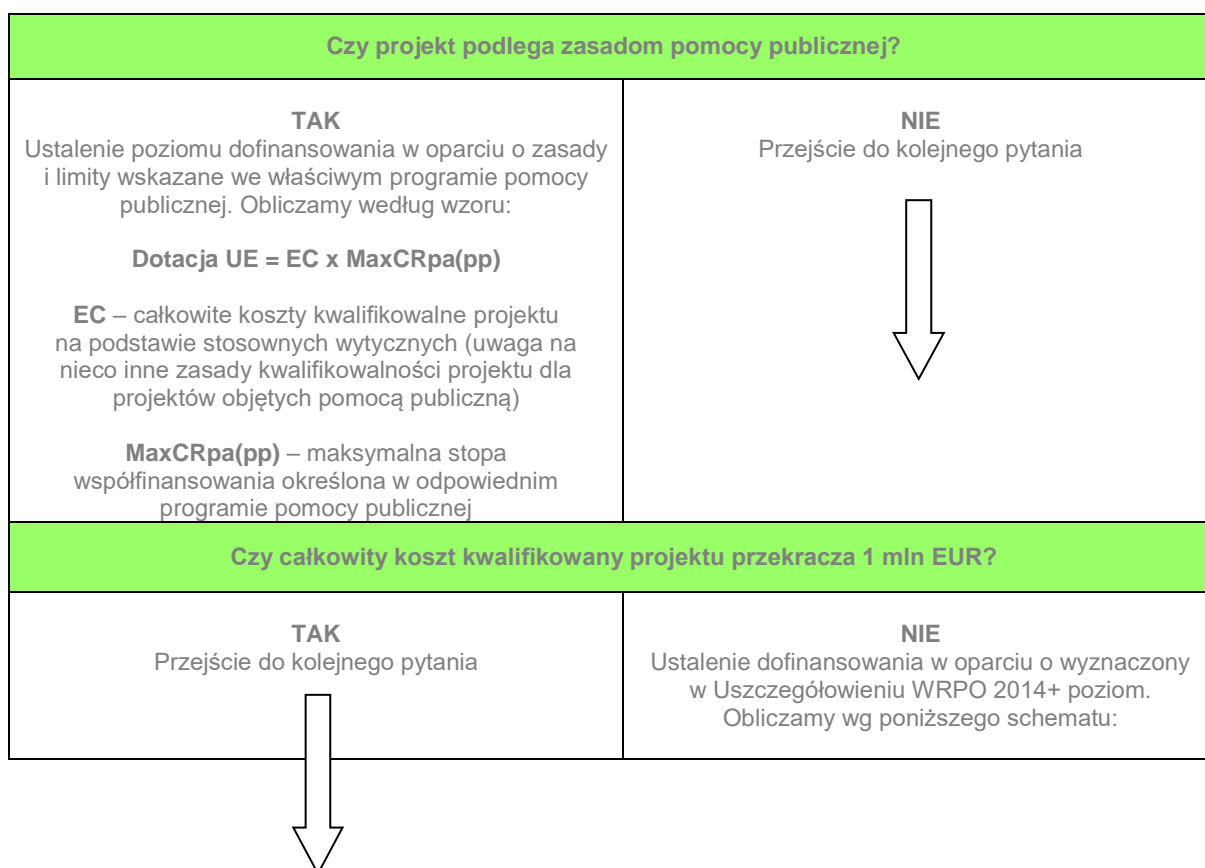 Czy projekt podlega zasadom pomocy publicznej?
TAK
Ustalenie poziomu dofinansowania w oparciu o zasady
i limity wskazane we właściwym programie pomocy
publicznej. Obliczamy według wzoru:
Dotacja UE = EC x MaxCRpa(pp)
EC – całkowite koszty kwalifikowalne projektu
na podstawie stosownych wytycznych (uwaga na
nieco inne zasady kwalifikowalności projektu dla
projektów objętych pomocą publiczną)
MaxCRpa(pp) – maksymalna stopa
współfinansowania określona w odpowiednim
programie pomocy publicznej
NIE
Przejście do kolejnego pytania
Czy całkowity koszt kwalifikowany projektu przekracza 1 mln EUR?
TAK
Przejście do kolejnego pytania
NIE
Ustalenie dofinansowania w oparciu o wyznaczony
w Uszczegółowieniu WRPO 2014+ poziom.
Obliczamy wg poniższego schematu: